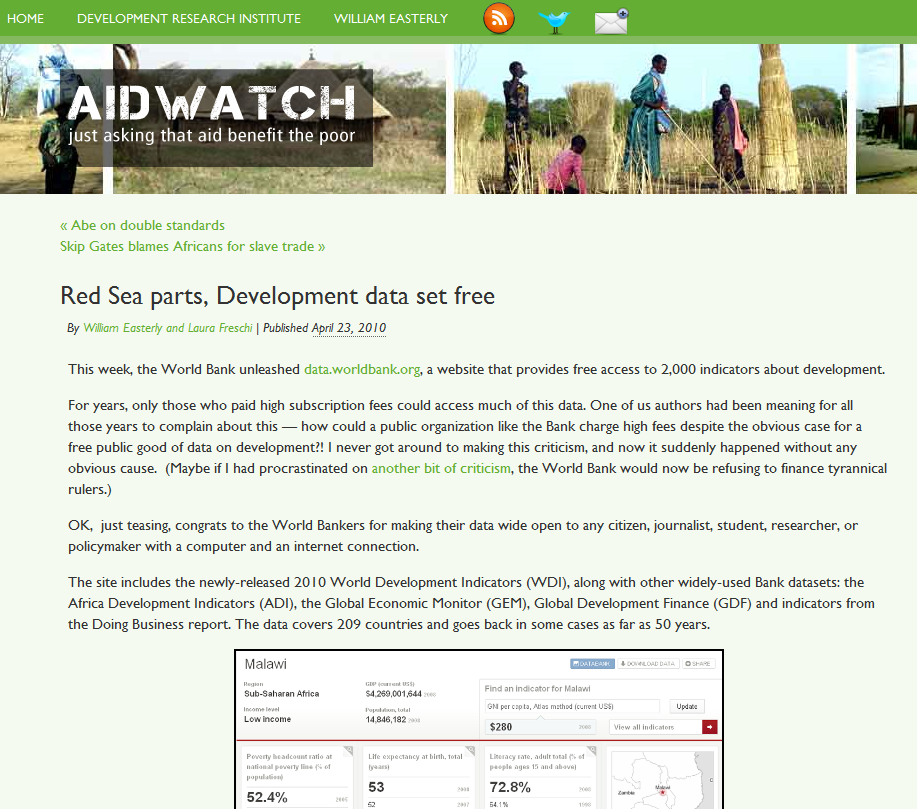 HOME DEVELOPMENT RESEARCH INSTITUTE WILLIAM EASTERLY
AIDWATCH
just asking that aid benefit the poor
« Abe on double standards
Skip Gates blames Africans for slave trade »
Red Sea parts, Development data set free
By William Easterly and Laura Freschi | Published April 23, 2010
This week, the World Bank unleashed data.worldbank.org, a website that provides free access to 2,000 indicators about development.
For years, only those who paid high subscription fees could access much of this data. One of us authors had been meaning for all
those years to complain about this — how could a public organization like the Bank charge high fees despite the obvious case for a
free public good of data on development?! I never got around to making this criticism, and now it suddenly happened without any
obvious cause. (Maybe if I had procrastinated on another bit of criticism, the World Bank would now be refusing to finance tyrannical
rulers.)
OK, just teasing, congrats to the World Bankers for making their data wide open to any citizen, journalist, student, researcher, or
policymaker with a computer and an internet connection.
The site includes the newly-released 2010 World Development Indicators (WDI), along with other widely-used Bank datasets: the
Africa Development Indicators (ADI), the Global Economic Monitor (GEM), Global Development Finance (GDF) and indicators from
the Doing Business report. The data covers 209 countries and goes back in some cases as far as 50 years.
Malawi DATABANK DOWNLOAD DATA SHARE
Region GDP (current US$) Find an indicator for Malawi
Sub-Saharan Africa $4,269,001,644 2008
GNI per capita, Atlas method (current US$) Update
Income level Population, total
Low income 14,846,182 2008 $280 2008 View all indicators
Poverty headcount ratio at Life expectancy at birth, total Literacy rate, adult total (% of
national poverty line (% of (years) people ages 15 and above)
population)
53 2008 72.8% Malawi
52.4% Zambia
52 2007 64.1% 1998